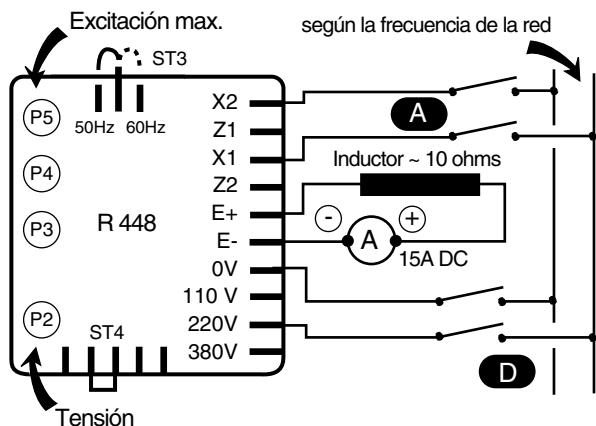 Excitación max.
según la frecuencia de la red
ST3
P5
50Hz 60Hz
X2
A
Z1
P4
X1
Inductor ~ 10 ohms
Z2
P3
R 448
E+
- +
E-
A
15A DC
0V
110 V
P2
ST4
220V
380V
D
Tensión